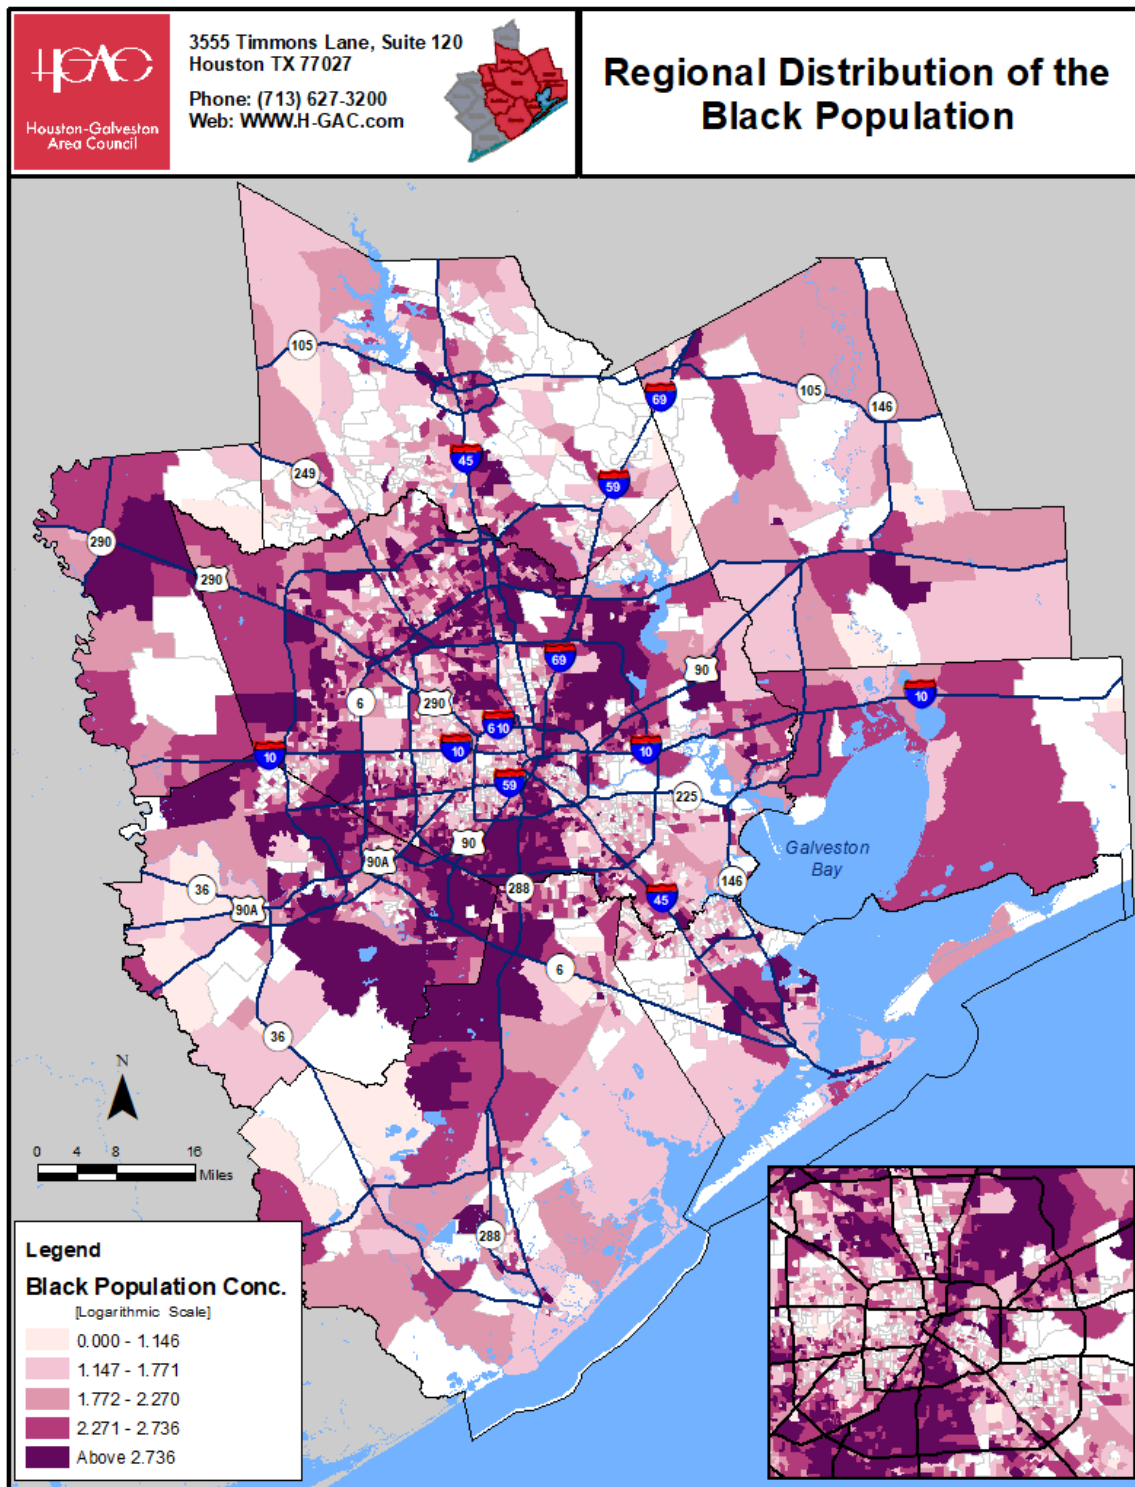 HGAC
Houston-Galveston
Area Council
3555 Timmons Lane, Suite 120
Houston TX 77027
Phone: (713) 627-3200
Web: WWW.H-GAC.com
Regional Distribution of the
Black Population
105
69
105
146
45
249
59
290
290
69
90
6
290
10
610
10
10
10
59
225
Galveston
Bay
90
90A
36
288
146
45
90A
6
36
N
0 4 8 16
Miles
288
Legend
Black Population Conc.
[Logarithmic Scale]
0.000 - 1.146
1.147 - 1.771
1.772 - 2.270
2.271 - 2.736
Above 2.736